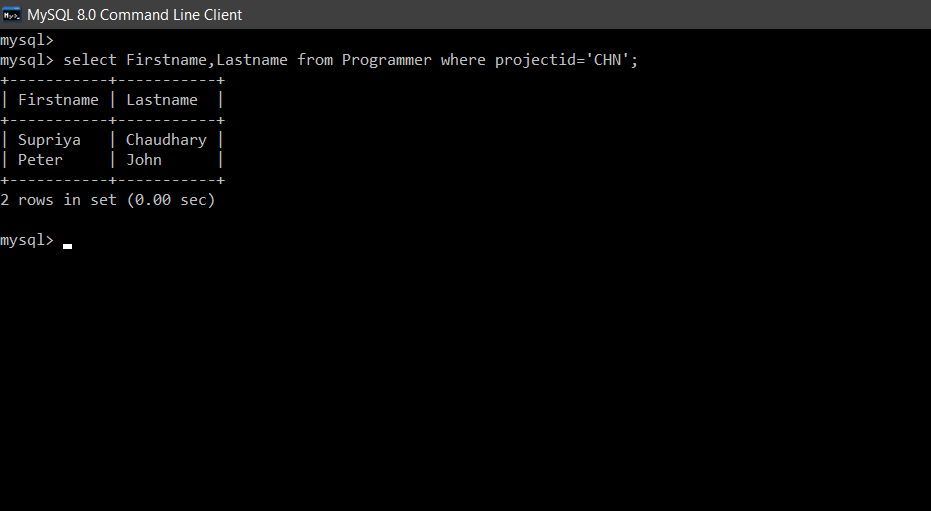 MySQL 8.0 Command Line Client
mysql>
mysql> select Firstname,Lastname from Programmer where projectid='CHN';
+-----------+-----------+
| Firstname | Lastname  |
+-----------+-----------+
| Supriya   | Chaudhary |
| Peter     | John      |
+-----------+-----------+
2 rows in set (0.00 sec)
mysql>